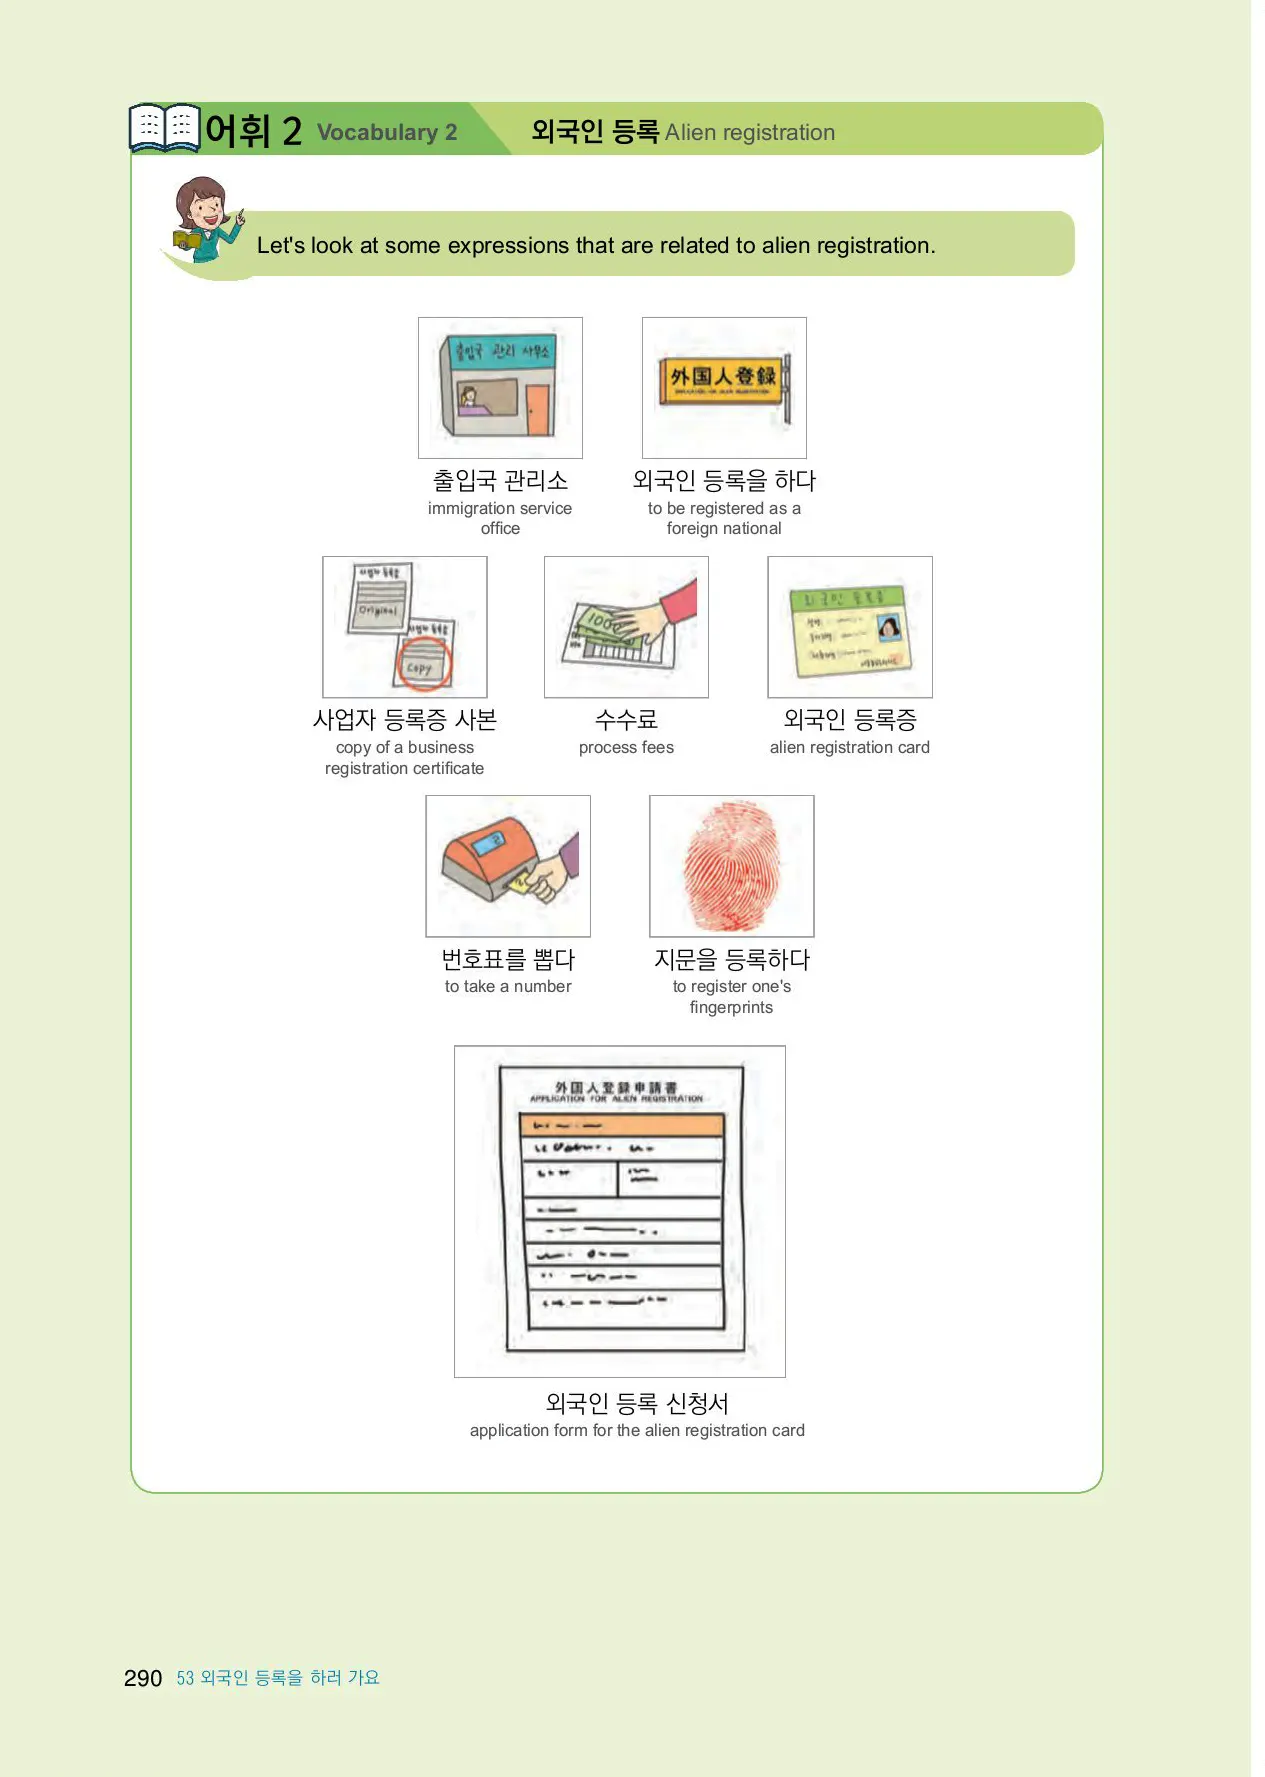 어휘 2 Vocabulary 2 외국인 등록 Alien registration
Let's look at some expressions that are related to alien registration.
출입국 관리 사무소
外国人登録
출입국 관리소
immigration service
office
외국인 등록을 하다
to be registered as a
foreign national
Original
Copy
100
외국인 등록증
사업자 등록증 사본
copy of a business
registration certificate
수수료
process fees
외국인 등록증
alien registration card
2
번호표를 뽑다
to take a number
지문을 등록하다
to register one's
fingerprints
外国人登録申請書
APPLICATION FOR ALIEN REGISTRATION
외국인 등록 신청서
application form for the alien registration card
290 53 외국인 등록을 하러 가요